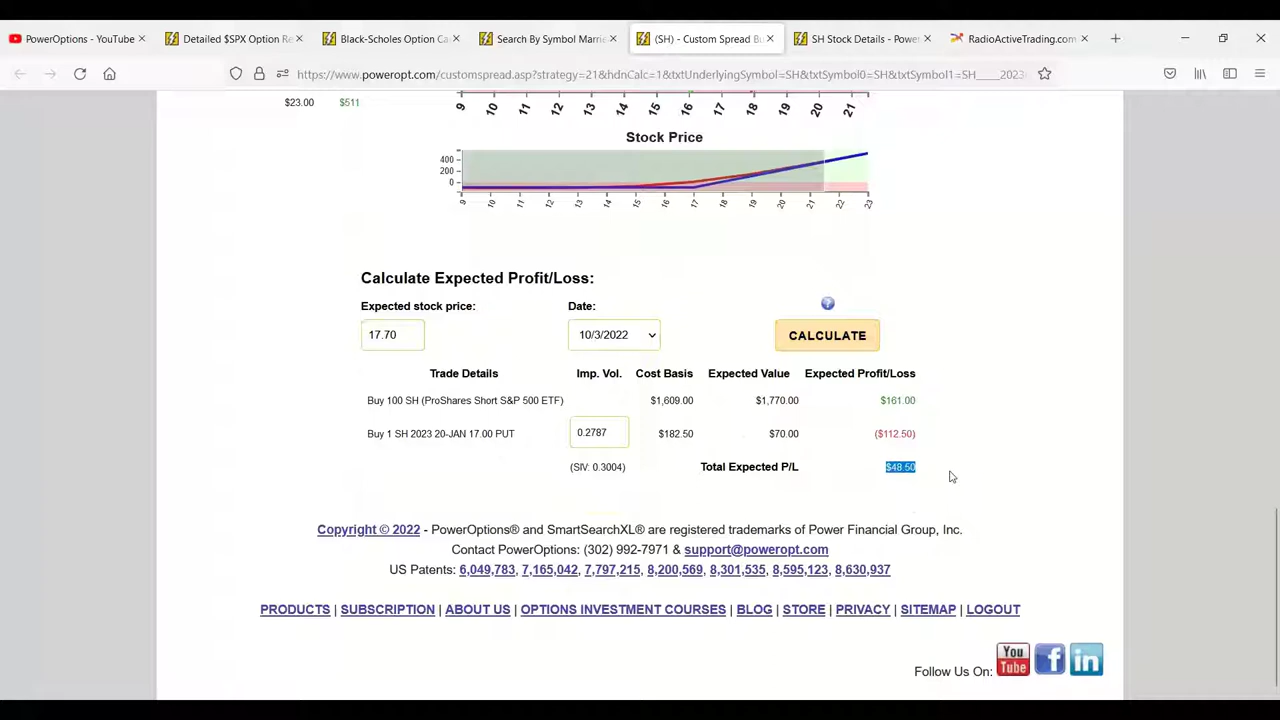 PowerOptions - YouTube
Detailed $SPX Option Re
Black-Scholes Option Ca
Search By Symbol Marrie
(SH) - Custom Spread Bu
SH Stock Details - Powe
RadioActiveTrading.com
https://www.poweropt.com/customspread.asp?strategy=21&hdnCalc=1&txtUnderlyingSymbol=SH&txtSymbol0=SH&txtSymbol1=SH____2023
$23.00 $511
9 10 11 12 13 14 15 16 17 18 19 20 21
Stock Price
400
200
0
9 10 11 12 13 14 15 16 17 18 19 20 21 22 23
Calculate Expected Profit/Loss:
Expected stock price: Date: ?
17.70 10/3/2022 CALCULATE
Trade Details Imp. Vol. Cost Basis Expected Value Expected Profit/Loss
Buy 100 SH (ProShares Short S&P 500 ETF) $1,609.00 $1,770.00 $161.00
Buy 1 SH 2023 20-JAN 17.00 PUT 0.2787 $182.50 $70.00 ($112.50)
(SIV: 0.3004) Total Expected P/L $48.50
Copyright © 2022 - PowerOptions® and SmartSearchXL® are registered trademarks of Power Financial Group, Inc.
Contact PowerOptions: (302) 992-7971 & support@poweropt.com
US Patents: 6,049,783, 7,165,042, 7,797,215, 8,200,569, 8,301,535, 8,595,123, 8,630,937
PRODUCTS | SUBSCRIPTION | ABOUT US | OPTIONS INVESTMENT COURSES | BLOG | STORE | PRIVACY | SITEMAP | LOGOUT
Follow Us On: You Tube f in